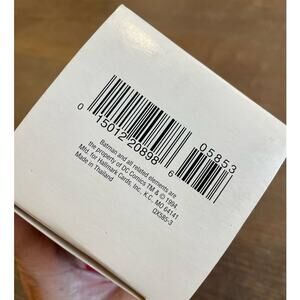 05853
0 15012 20898 6
Batman and all related elements are
the property of DC Comics TM & © 1994
Mfd. for Hallmark Cards, Inc., K.C., MO 64141
Made in Thailand
QX585-3